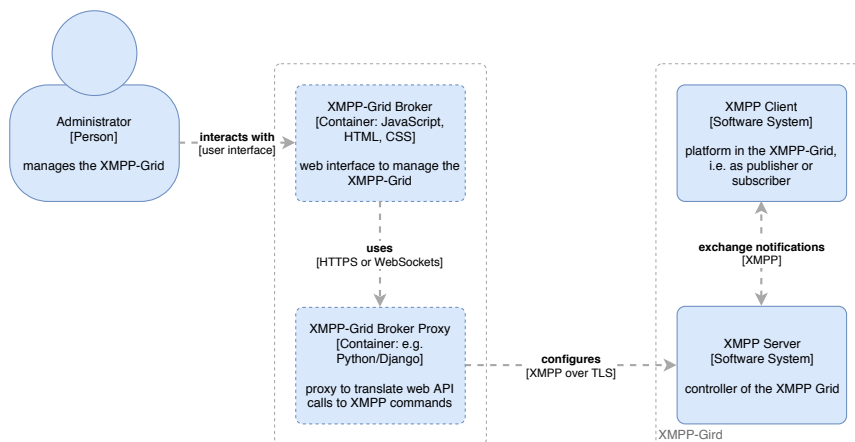 Administrator
[Person]
manages the XMPP-Grid
interacts with
[user interface]
XMPP-Grid Broker
[Container: JavaScript,
HTML, CSS]
web interface to manage the
XMPP-Grid
uses
[HTTPS or WebSockets]
XMPP-Grid Broker Proxy
[Container: e.g.
Python/Django]
proxy to translate web API
calls to XMPP commands
configures
[XMPP over TLS]
XMPP Client
[Software System]
platform in the XMPP-Grid,
i.e. as publisher or
subscriber
exchange notifications
[XMPP]
XMPP Server
[Software System]
controller of the XMPP Grid
XMPP-Gird